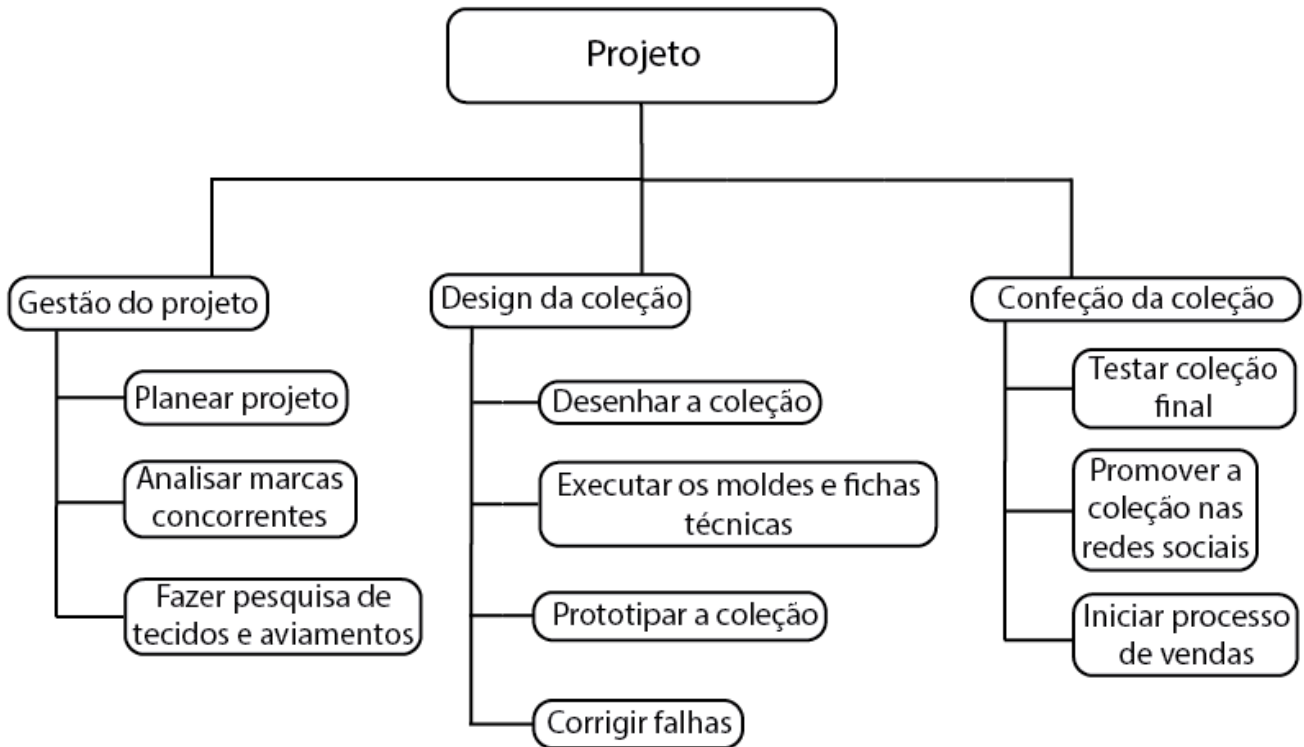 Projeto
Gestão do projeto
Planear projeto
Analisar marcas
concorrentes
Fazer pesquisa de
tecidos e aviamentos
Design da coleção
Desenhar a coleção
Executar os moldes e fichas
técnicas
Prototipar a coleção
Corrigir falhas
Confeção da coleção
Testar coleção
final
Promover a
coleção nas
redes sociais
Iniciar processo
de vendas